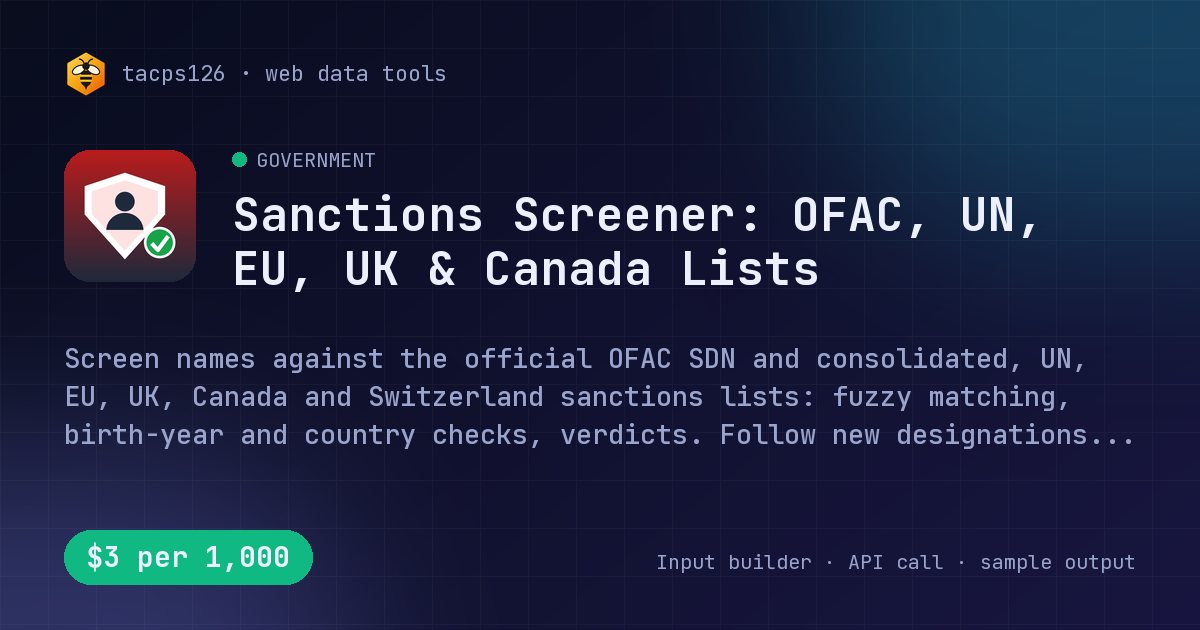 tacps126 · web data tools
GOVERNMENT
Sanctions Screener: OFAC, UN,
EU, UK & Canada Lists
Screen names against the official OFAC SDN and consolidated, UN,
EU, UK, Canada and Switzerland sanctions lists: fuzzy matching,
birth-year and country checks, verdicts. Follow new designations...
$3 per 1,000
Input builder · API call · sample output